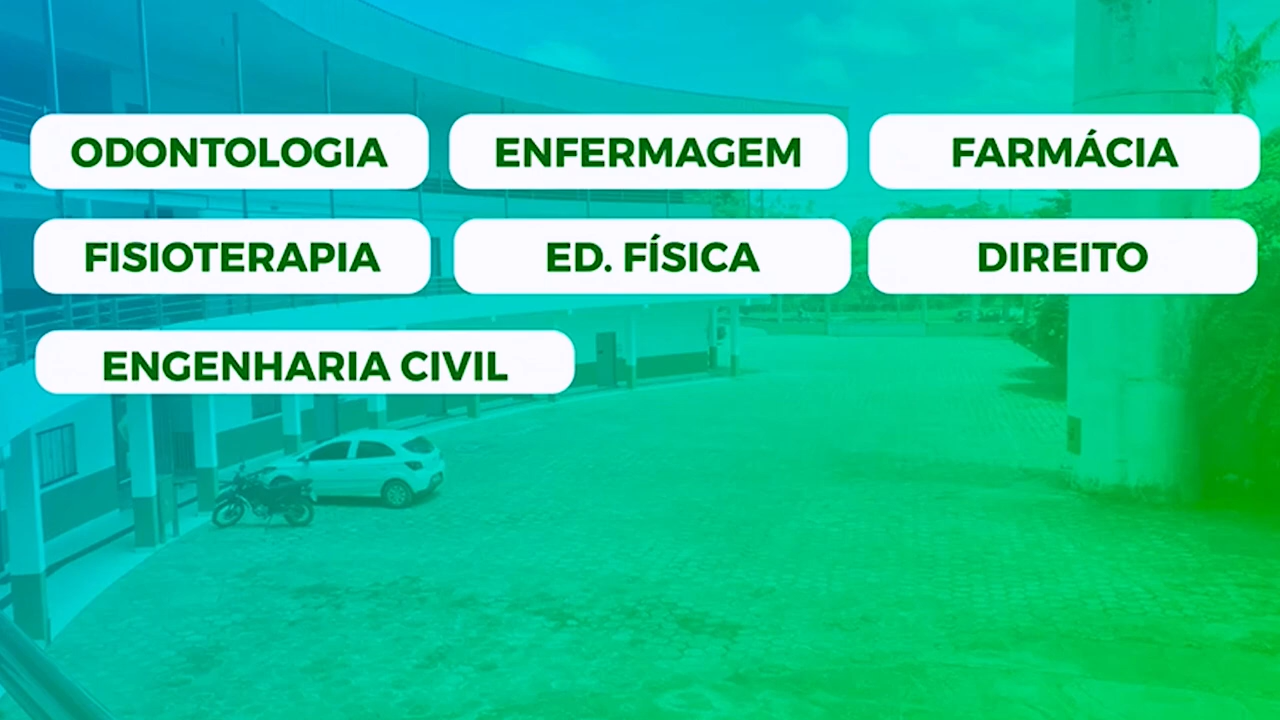 ODONTOLOGIA
ENFERMAGEM
FARMÁCIA
FISIOTERAPIA
ED. FÍSICA
DIREITO
ENGENHARIA CIVIL